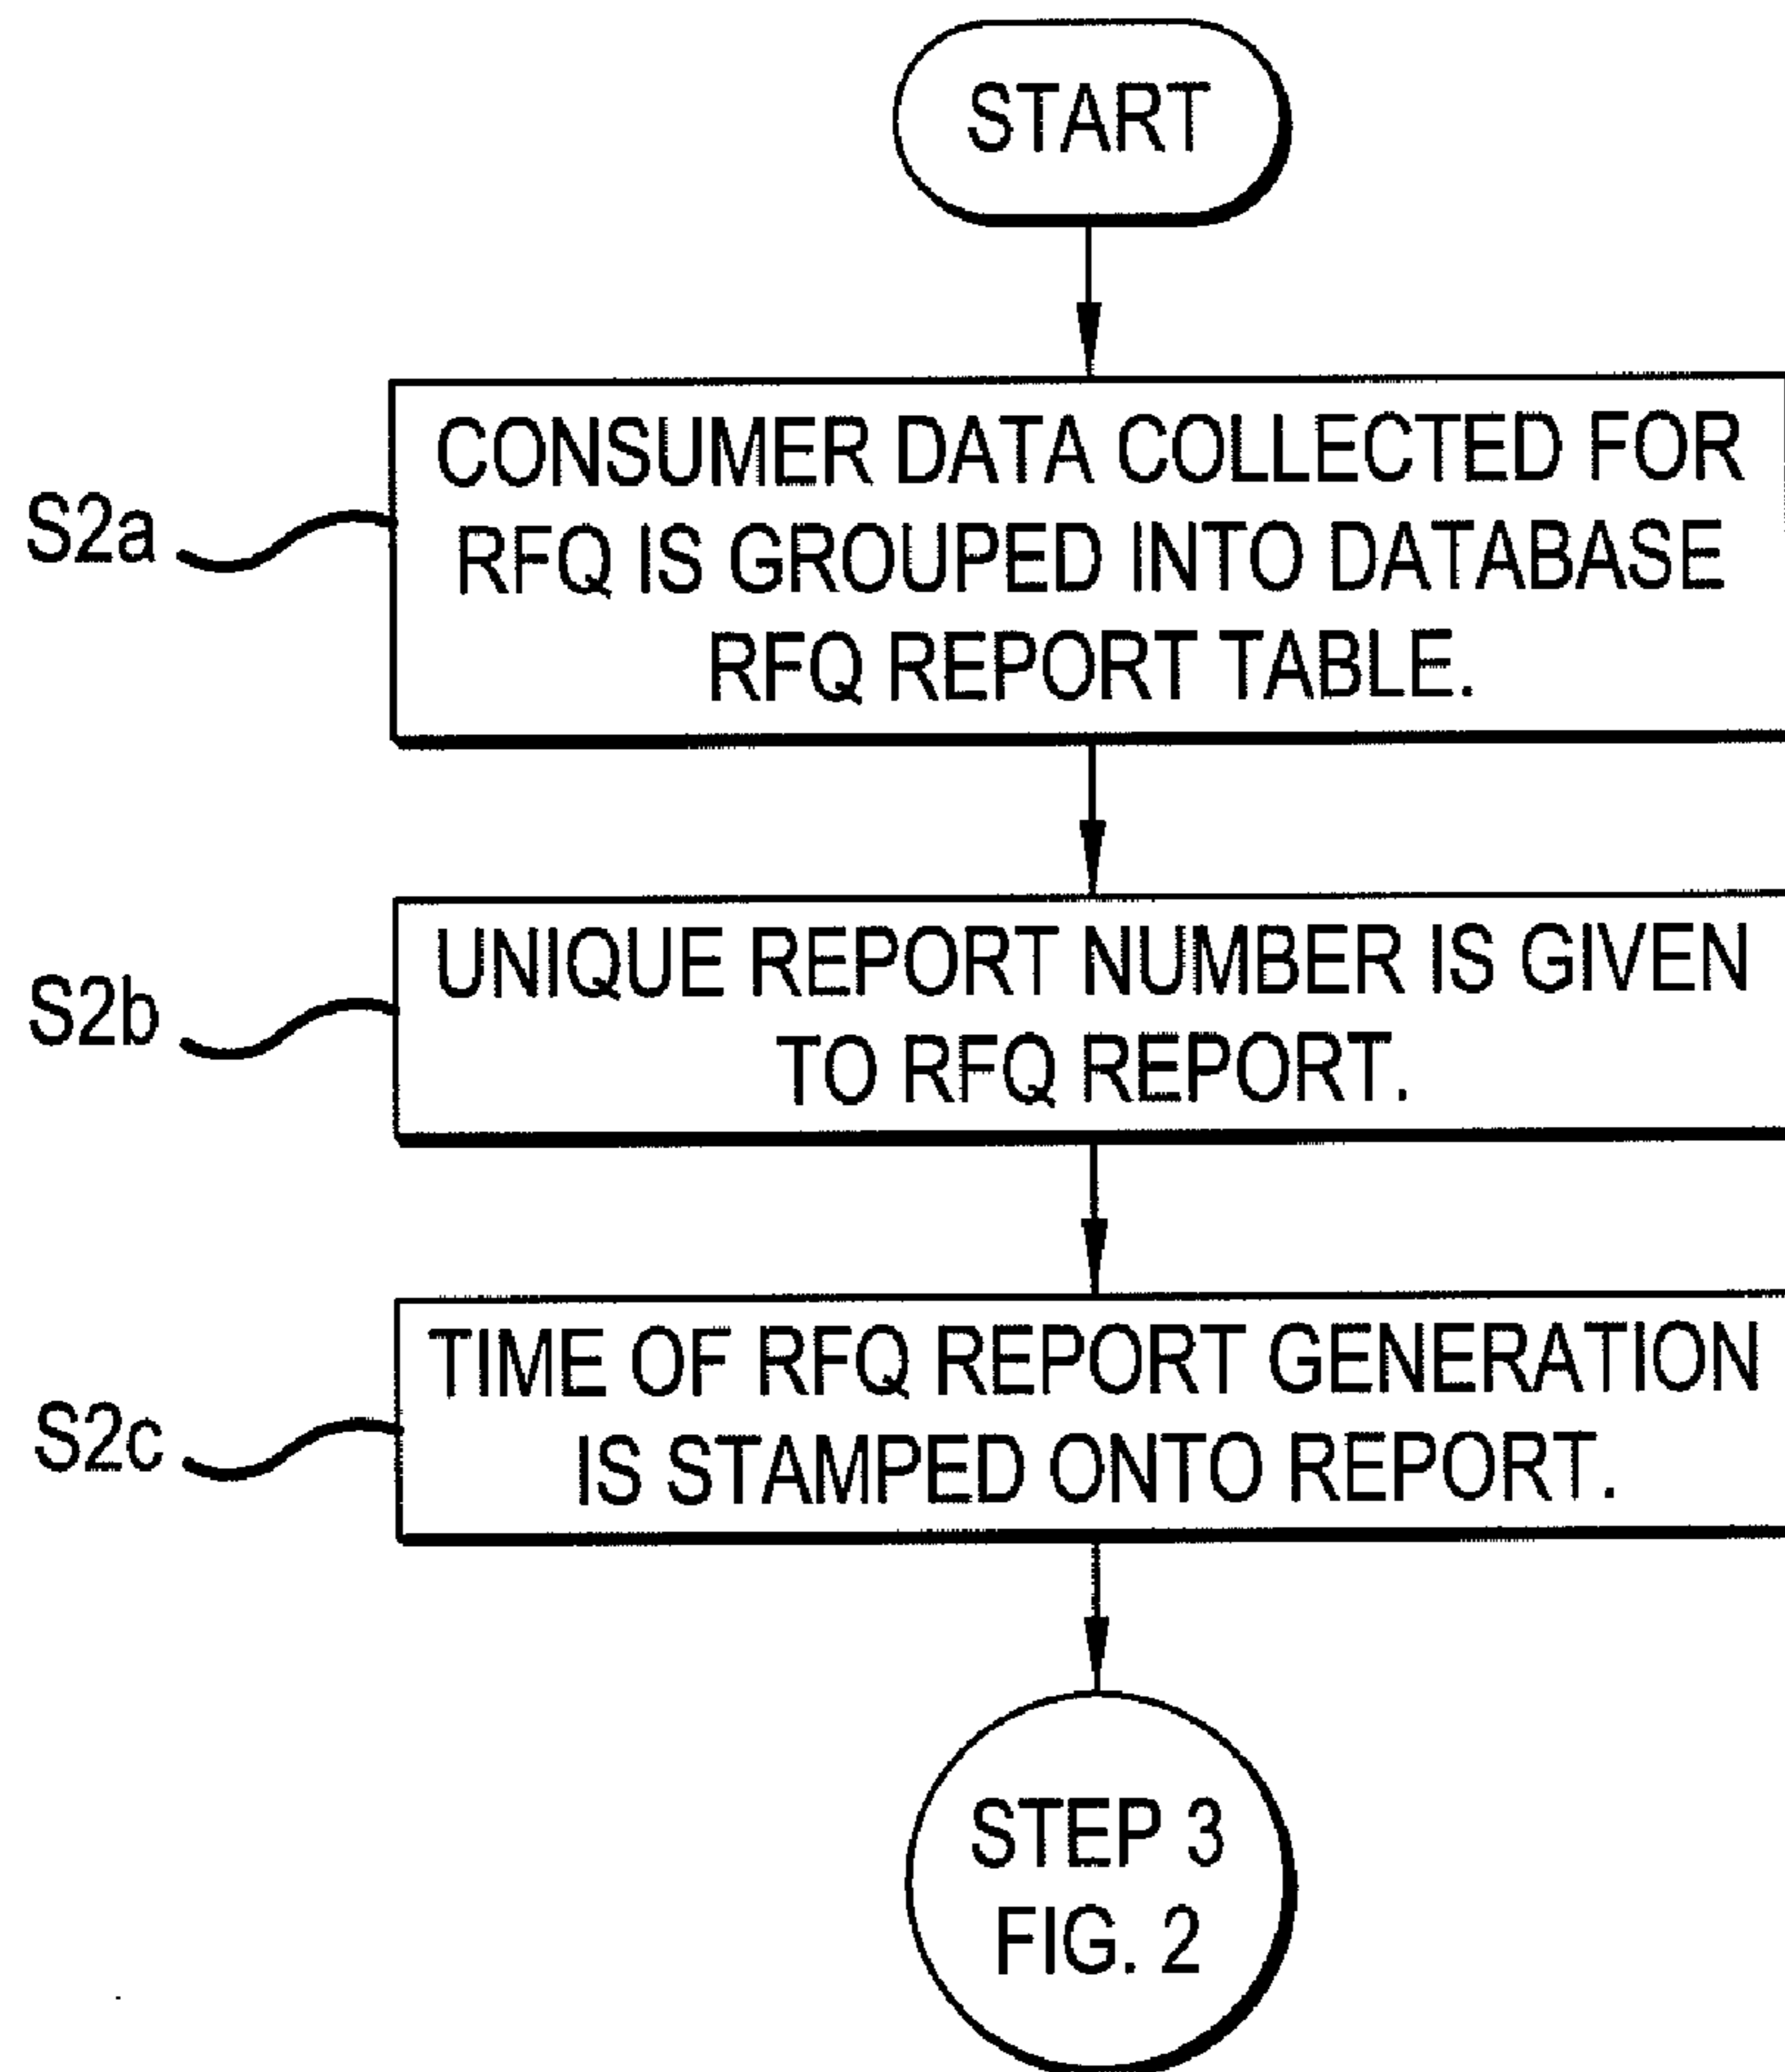 START
S2a
CONSUMER DATA COLLECTED FOR
RFQ IS GROUPED INTO DATABASE
RFQ REPORT TABLE.
S2b
UNIQUE REPORT NUMBER IS GIVEN
TO RFQ REPORT.
S2c
TIME OF RFQ REPORT GENERATION
IS STAMPED ONTO REPORT.
STEP 3
FIG. 2